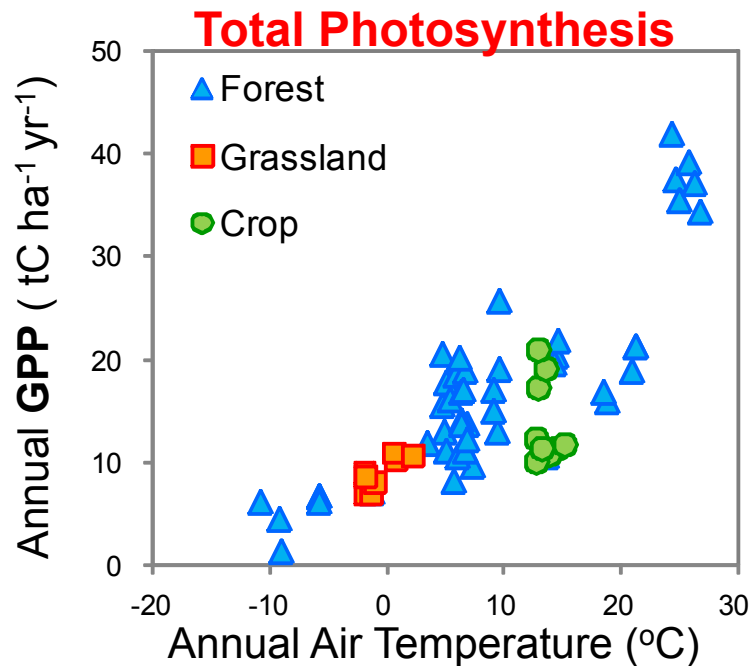 Total Photosynthesis
Annual GPP ( tC ha⁻¹ yr⁻¹)
50
40
30
20
10
0
Forest
Grassland
Crop
-20
-10
0
10
20
30
Annual Air Temperature (ºC)